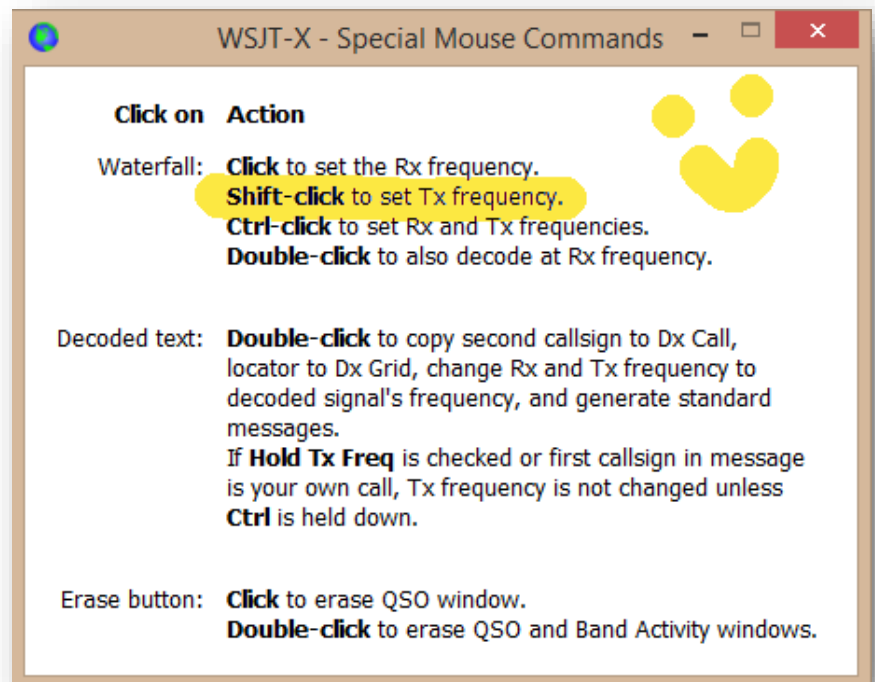 WSJT-X - Special Mouse Commands
Click on Action
Waterfall: Click to set the Rx frequency.
Shift-click to set Tx frequency.
Ctrl-click to set Rx and Tx frequencies.
Double-click to also decode at Rx frequency.
Decoded text: Double-click to copy second callsign to Dx Call,
locator to Dx Grid, change Rx and Tx frequency to
decoded signal's frequency, and generate standard
messages.
If Hold Tx Freq is checked or first callsign in message
is your own call, Tx frequency is not changed unless
Ctrl is held down.
Erase button: Click to erase QSO window.
Double-click to erase QSO and Band Activity windows.